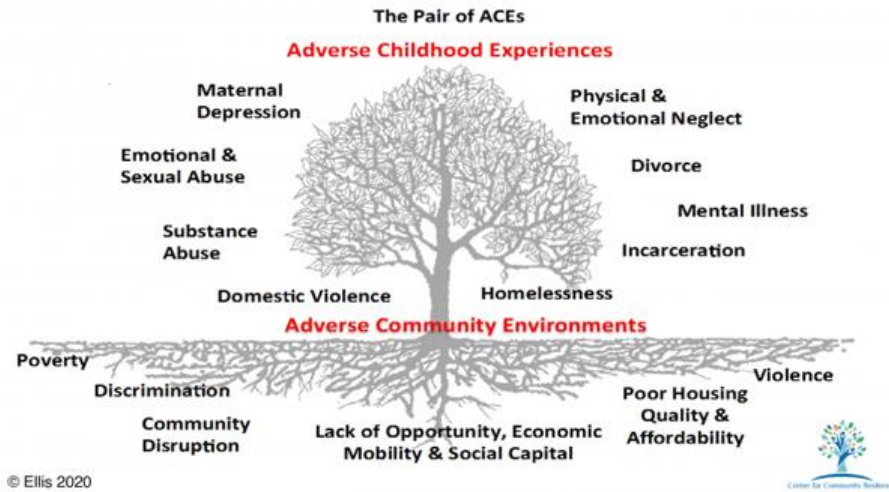 The Pair of ACEs
Adverse Childhood Experiences
Maternal
Depression
Physical &
Emotional Neglect
Emotional &
Sexual Abuse
Divorce
Mental Illness
Substance
Abuse
Incarceration
Domestic Violence
Homelessness
Adverse Community Environments
Poverty
Violence
Discrimination
Poor Housing
Quality &
Affordability
Community
Disruption
Lack of Opportunity, Economic
Mobility & Social Capital
© Ellis 2020
Center for Community